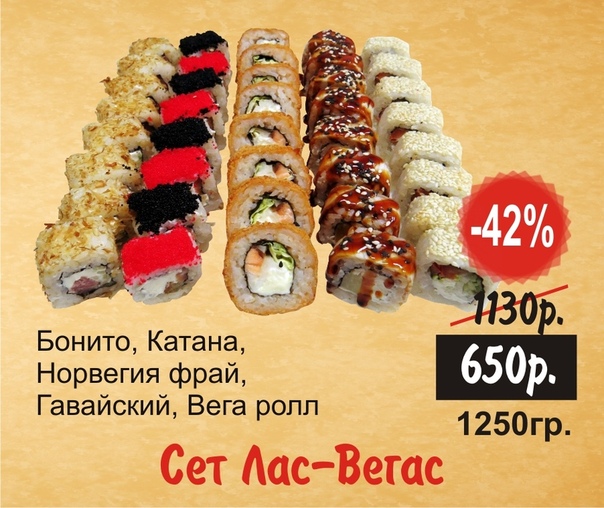 -42%
1130р.
650р.
1250гр.
Бонито, Катана,
Норвегия фрай,
Гавайский, Вега ролл
Сет Лас-Вегас